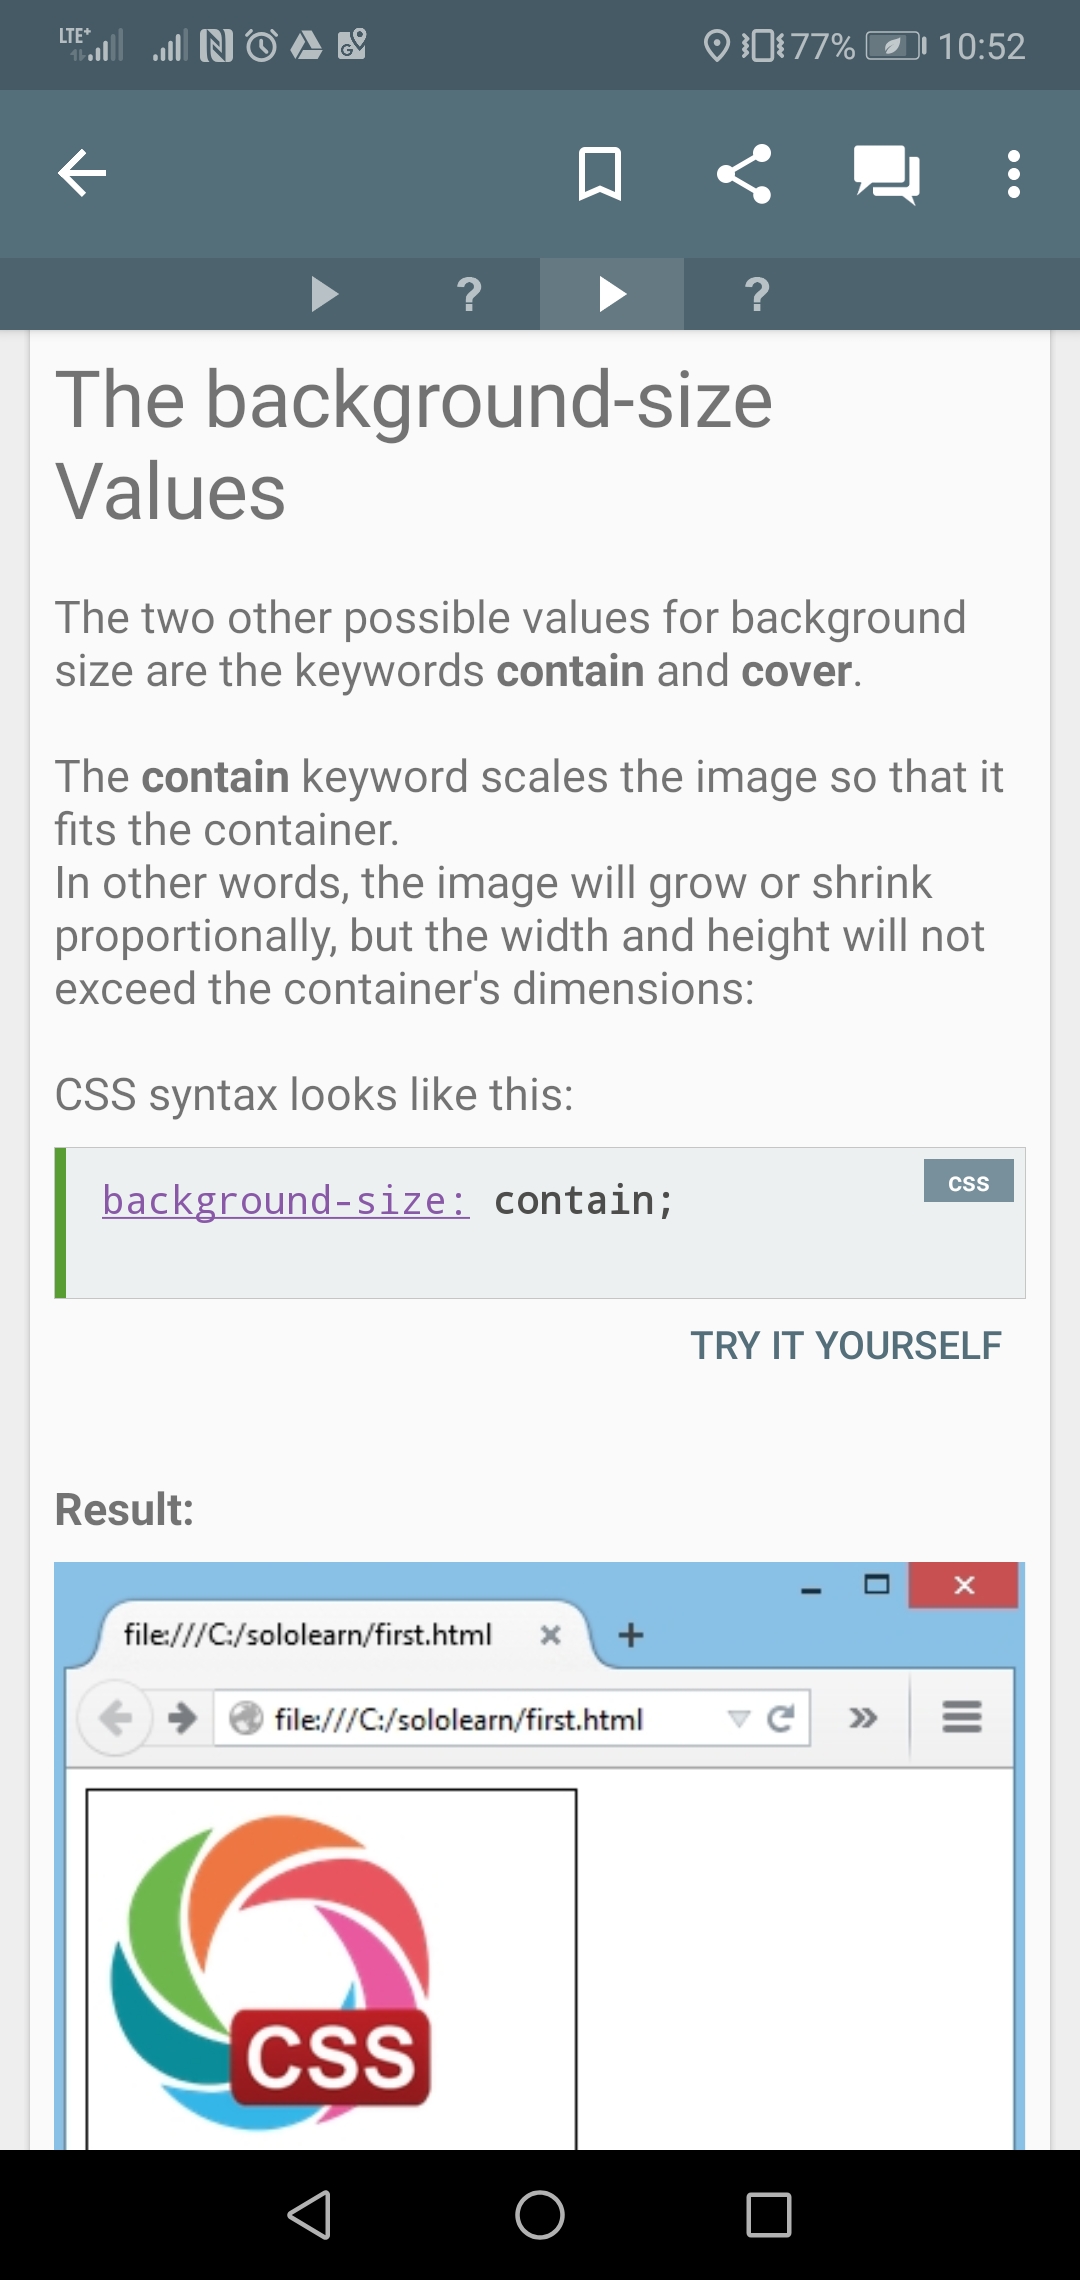 LTE+ 77% 10:52
? ?
The background-size
Values
The two other possible values for background
size are the keywords contain and cover.
The contain keyword scales the image so that it
fits the container.
In other words, the image will grow or shrink
proportionally, but the width and height will not
exceed the container's dimensions:
CSS syntax looks like this:
background-size: contain;
css
TRY IT YOURSELF
Result:
file:///C:/sololearn/first.html
file:///C:/sololearn/first.html
CSS